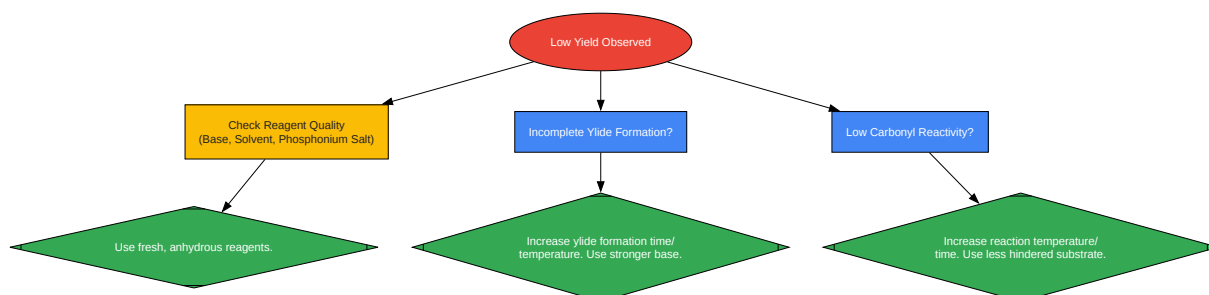 Low Yield Observed
Check Reagent Quality
(Base, Solvent, Phosphonium Salt)
Incomplete Ylide Formation?
Low Carbonyl Reactivity?
Use fresh, anhydrous reagents.
Increase ylide formation time/
temperature. Use stronger base.
Increase reaction temperature/
time. Use less hindered substrate.